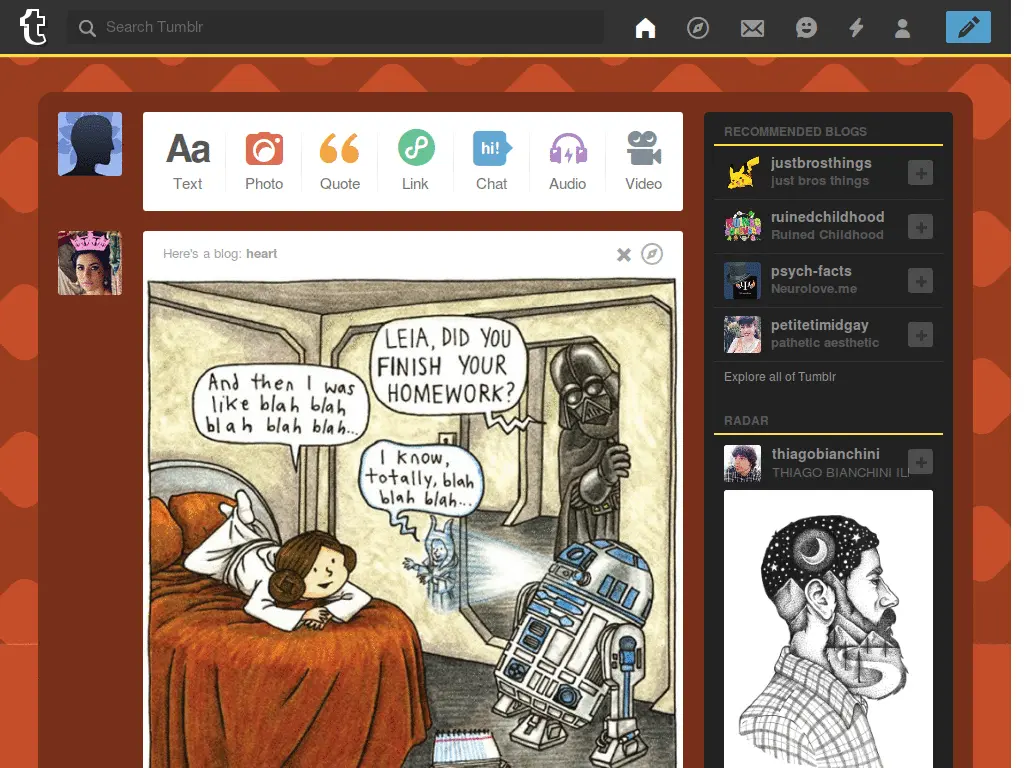 t
Search Tumblr
Aa
hi!
Text
Photo
Quote
Link
Chat
Audio
Video
Here's a blog: heart
LEIA, DID YOU
FINISH YOUR
HOMEWORK?
And then I was
like blah blah
blah blah blah...
I know,
totally, blah
blah blah...
RECOMMENDED BLOGS
justbrosthings
just bros things
ruinedchildhood
Ruined Childhood
psych-facts
Neurolove.me
petitetimidgay
pathetic aesthetic
Explore all of Tumblr
RADAR
thiagobianchini
THIAGO BIANCHINI IL